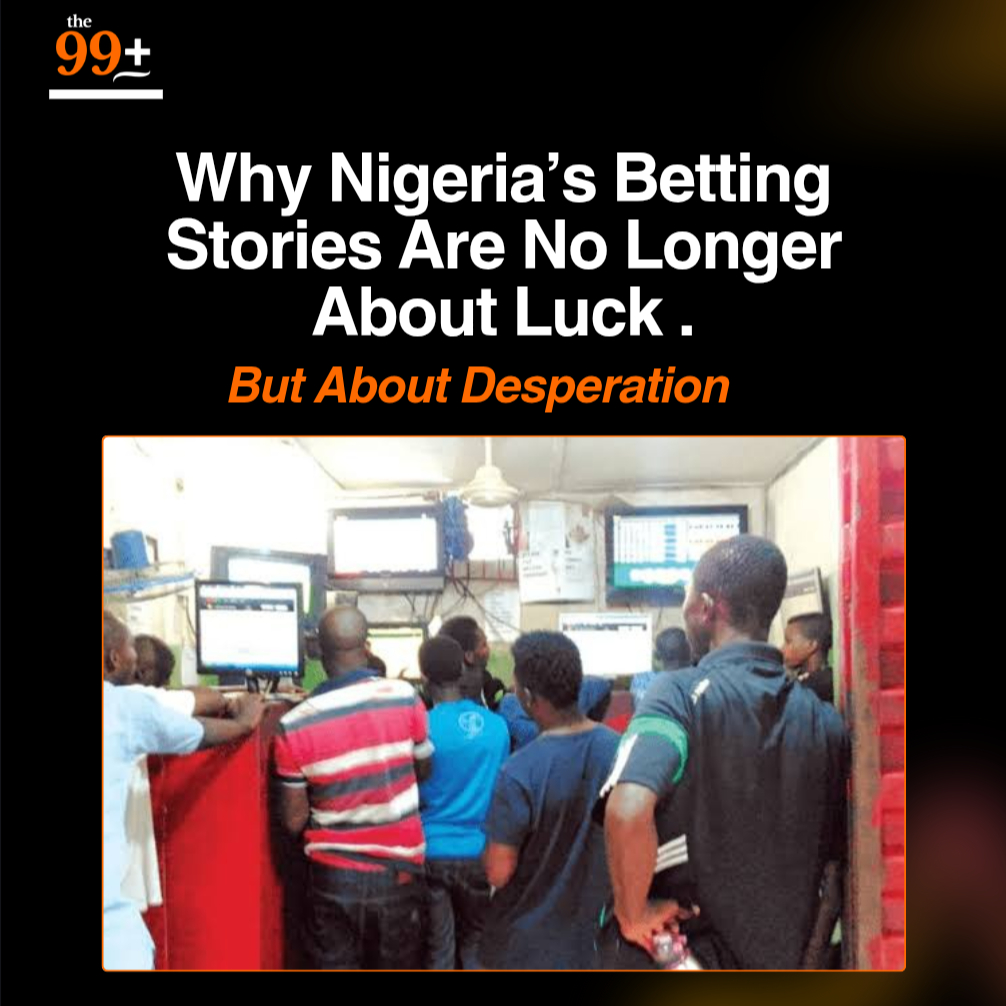 the
99+
Why Nigeria's Betting
Stories Are No Longer
About Luck .
But About Desperation